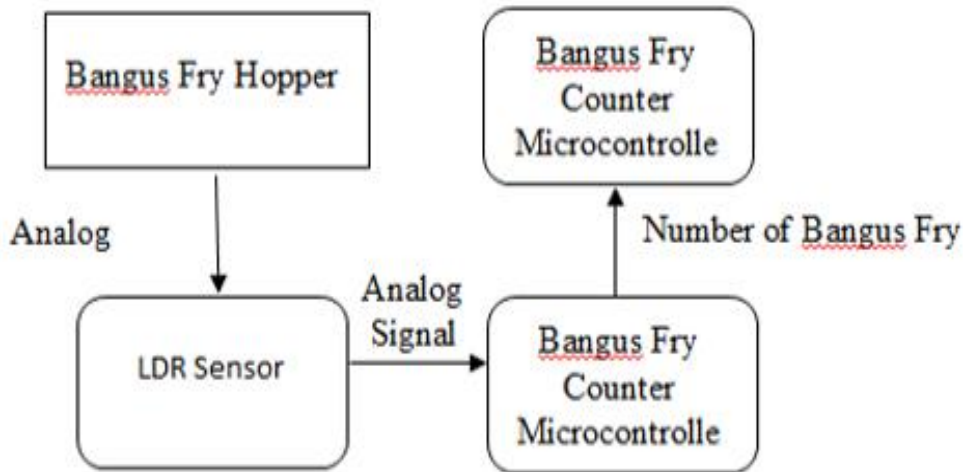 Bangus Fry Hopper
Bangus Fry
Counter
Microcontrolle
Analog
Number of Bangus Fry
LDR Sensor
Analog
Signal
Bangus Fry
Counter
Microcontrolle